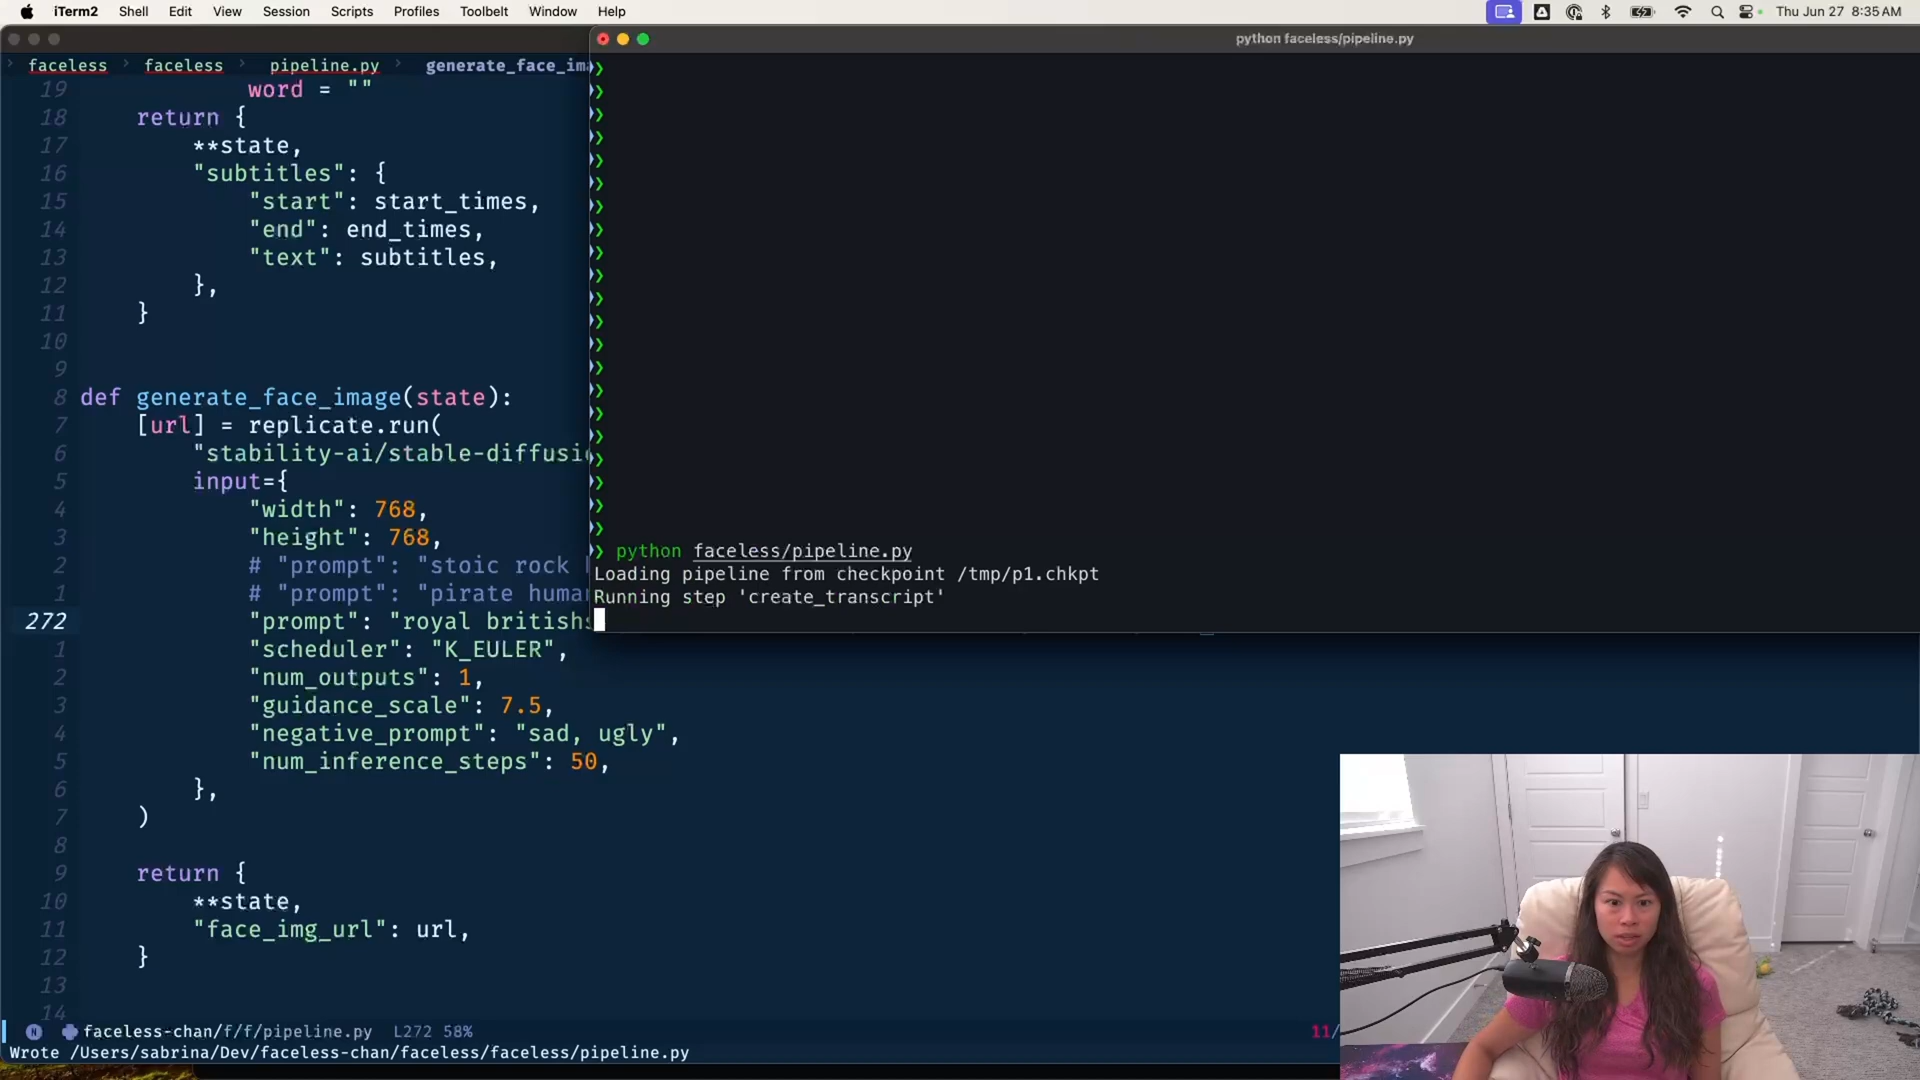 iTerm2 Shell Edit View Session Scripts Profiles Toolbelt Window Help Thu Jun 27 8:35 AM
python faceless/pipeline.py
faceless faceless pipeline.py generate_face_ima
19 word = ""
18 return {
17 **state,
16 "subtitles": {
15 "start": start_times,
14 "end": end_times,
13 "text": subtitles,
12 },
11 }
10
9
8 def generate_face_image(state):
7 [url] = replicate.run(
6 "stability-ai/stable-diffusio
5 input={
4 "width": 768,
3 "height": 768,
2 # "prompt": "stoic rock
1 # "prompt": "pirate human
272 "prompt": "royal british
1 "scheduler": "K_EULER",
2 "num_outputs": 1,
3 "guidance_scale": 7.5,
4 "negative_prompt": "sad, ugly",
5 "num_inference_steps": 50,
6 },
7 )
8
9 return {
10 **state,
11 "face_img_url": url,
12 }
13
14
❯ python faceless/pipeline.py
Loading pipeline from checkpoint /tmp/p1.chkpt
Running step 'create_transcript'
N faceless-chan/f/f/pipeline.py L272 58% 11/
Wrote /Users/sabrina/Dev/faceless-chan/faceless/faceless/pipeline.py